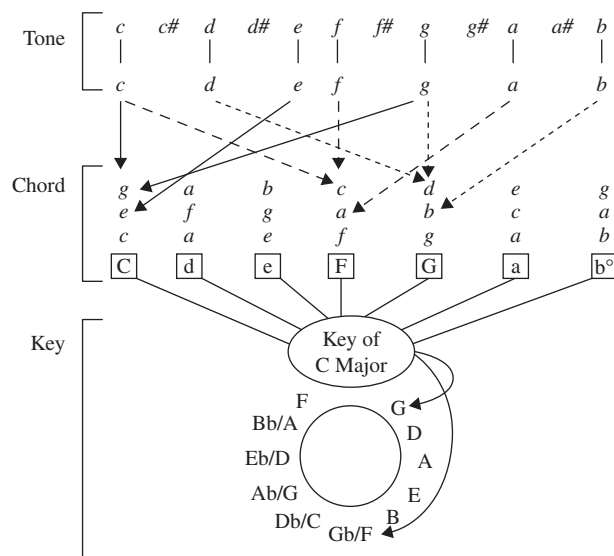 Tone
c c# d d# e f f# g g# a a# b
c d e f g a b
Chord
g a b c d e g
e f g a b c a
c a e f g a b
C d e F G a b°
Key
Key of
C Major
F G
Bb/A D
Eb/D A
Ab/G E
Db/C B
Gb/F